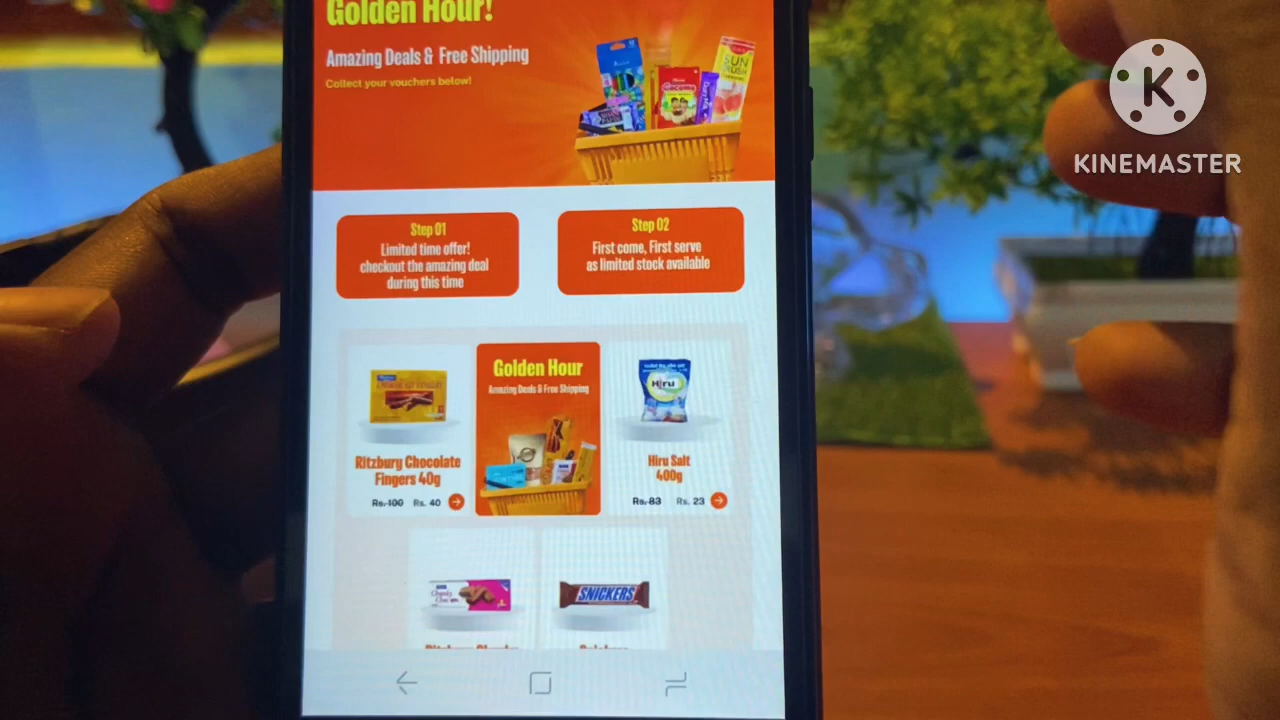 Golden Hour!
Amazing Deals & Free Shipping
Collect your vouchers below!
SUN
K
KINEMASTER
Step 01
Limited time offer!
checkout the amazing deal
during this time
Step 02
First come, First serve
as limited stock available
Golden Hour
Amazing Deals & Free Shipping
Hiru
Ritzbury Chocolate
Fingers 40g
Rs. 100 Rs. 40
Hiru Salt
400g
Rs. 83 Rs. 23
SNICKERS